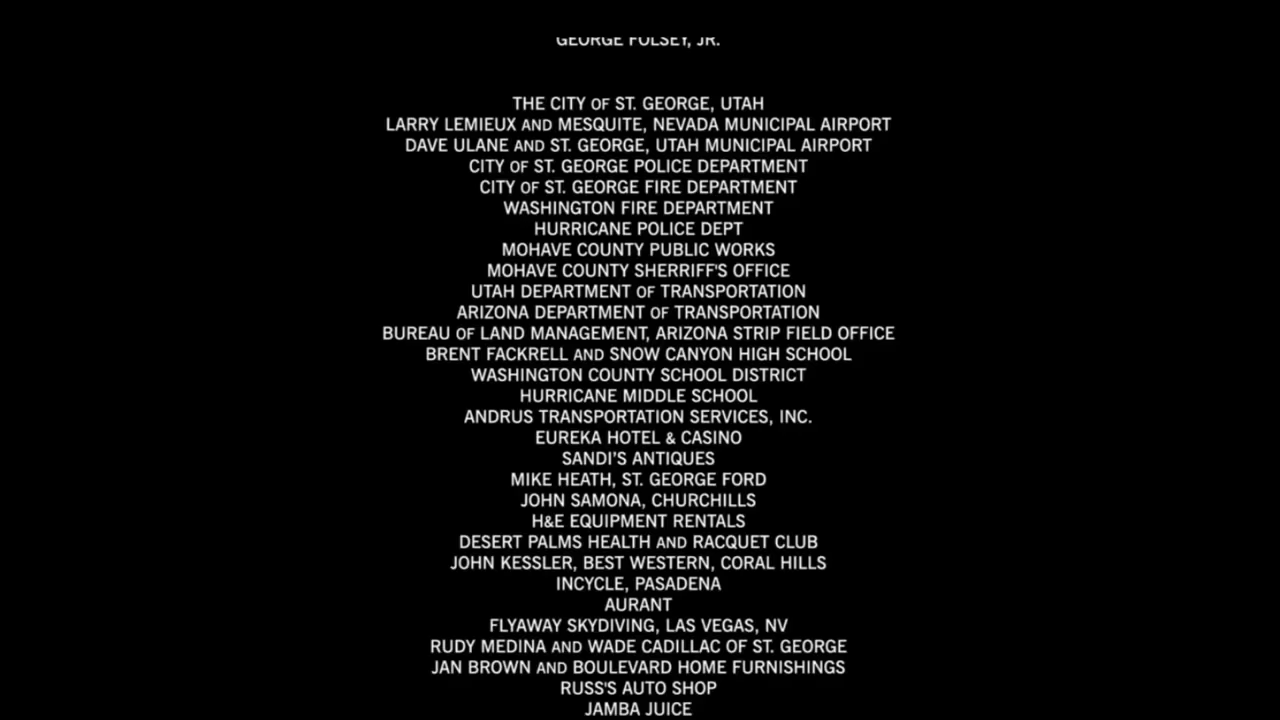 GEORGE FOLSEY, JR.
THE CITY OF ST. GEORGE, UTAH
LARRY LEMIEUX AND MESQUITE, NEVADA MUNICIPAL AIRPORT
DAVE ULANE AND ST. GEORGE, UTAH MUNICIPAL AIRPORT
CITY OF ST. GEORGE POLICE DEPARTMENT
CITY OF ST. GEORGE FIRE DEPARTMENT
WASHINGTON FIRE DEPARTMENT
HURRICANE POLICE DEPT
MOHAVE COUNTY PUBLIC WORKS
MOHAVE COUNTY SHERRIFF'S OFFICE
UTAH DEPARTMENT OF TRANSPORTATION
ARIZONA DEPARTMENT OF TRANSPORTATION
BUREAU OF LAND MANAGEMENT, ARIZONA STRIP FIELD OFFICE
BRENT FACKRELL AND SNOW CANYON HIGH SCHOOL
WASHINGTON COUNTY SCHOOL DISTRICT
HURRICANE MIDDLE SCHOOL
ANDRUS TRANSPORTATION SERVICES, INC.
EUREKA HOTEL & CASINO
SANDI'S ANTIQUES
MIKE HEATH, ST. GEORGE FORD
JOHN SAMONA, CHURCHILLS
H&E EQUIPMENT RENTALS
DESERT PALMS HEALTH AND RACQUET CLUB
JOHN KESSLER, BEST WESTERN, CORAL HILLS
INCYCLE, PASADENA
AURANT
FLYAWAY SKYDIVING, LAS VEGAS, NV
RUDY MEDINA AND WADE CADILLAC OF ST. GEORGE
JAN BROWN AND BOULEVARD HOME FURNISHINGS
RUSS'S AUTO SHOP
JAMBA JUICE